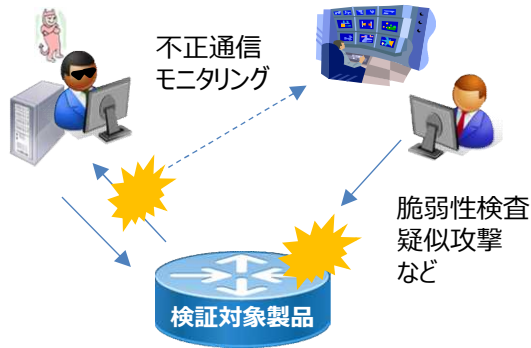 不正通信
モニタリング
脆弱性検査
疑似攻撃
など
検証対象製品